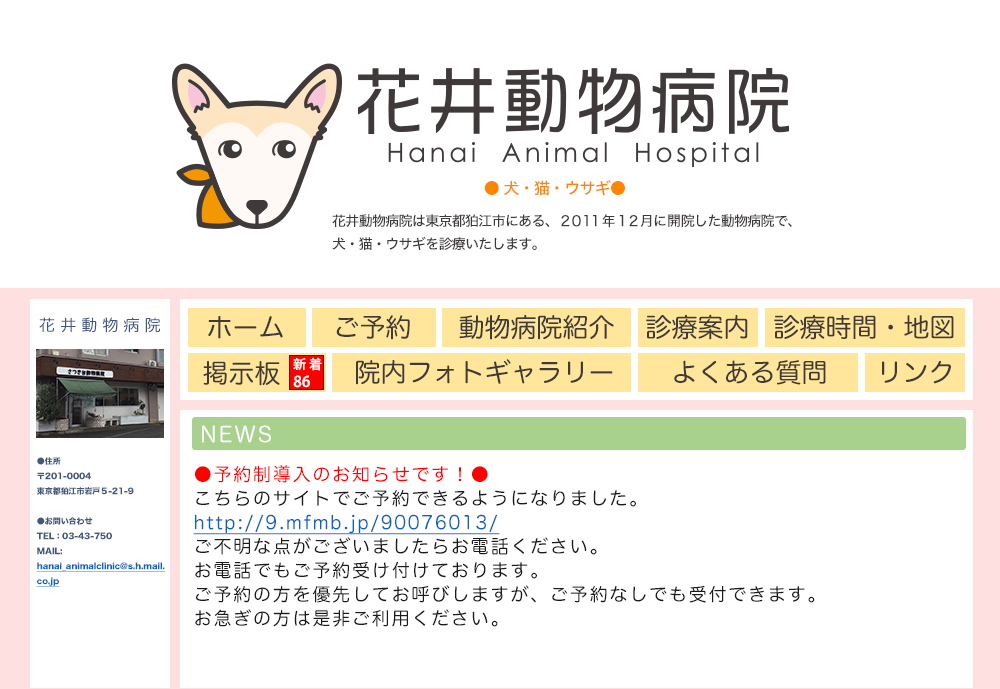 花井動物病院
Hanai Animal Hospital
● 犬・猫・ウサギ●
花井動物病院は東京都狛江市にある、２０１１年１２月に開院した動物病院で、
犬・猫・ウサギを診療いたします。
花井動物病院
●住所
〒201-0004
東京都狛江市岩戸５-２１-９
●お問い合わせ
TEL：03-43-750
MAIL:
hanai_animalclinic@s.h.mail.
co.jp
ホーム ご予約 動物病院紹介 診療案内 診療時間・地図
掲示板 新着 86 院内フォトギャラリー よくある質問 リンク
NEWS
●予約制導入のお知らせです！●
こちらのサイトでご予約できるようになりました。
http://9.mfmb.jp/90076013/
ご不明な点がございましたらお電話ください。
お電話でもご予約受け付けております。
ご予約の方を優先してお呼びしますが、ご予約なしでも受付できます。
お急ぎの方は是非ご利用ください。